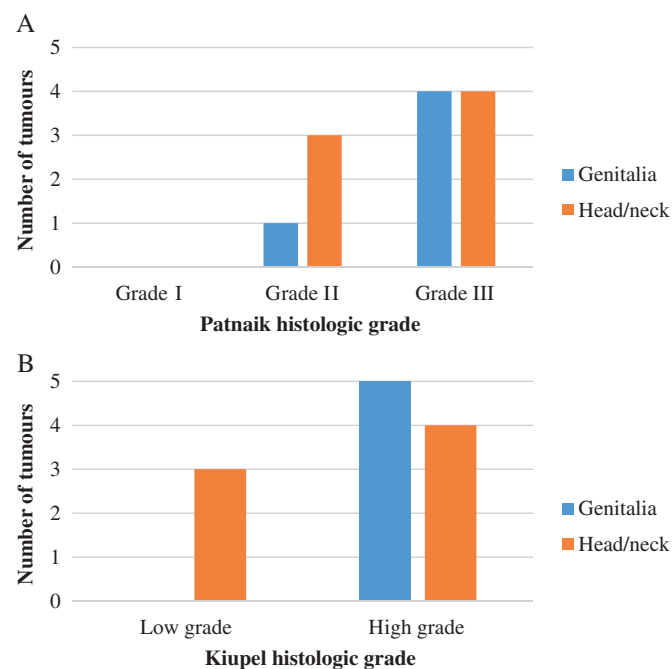 A
Number of tumours
5
4
3
2
1
0
Grade I Grade II Grade III
Patnaik histologic grade
Genitalia
Head/neck
B
Number of tumours
5
4
3
2
1
0
Low grade High grade
Kiupel histologic grade
Genitalia
Head/neck